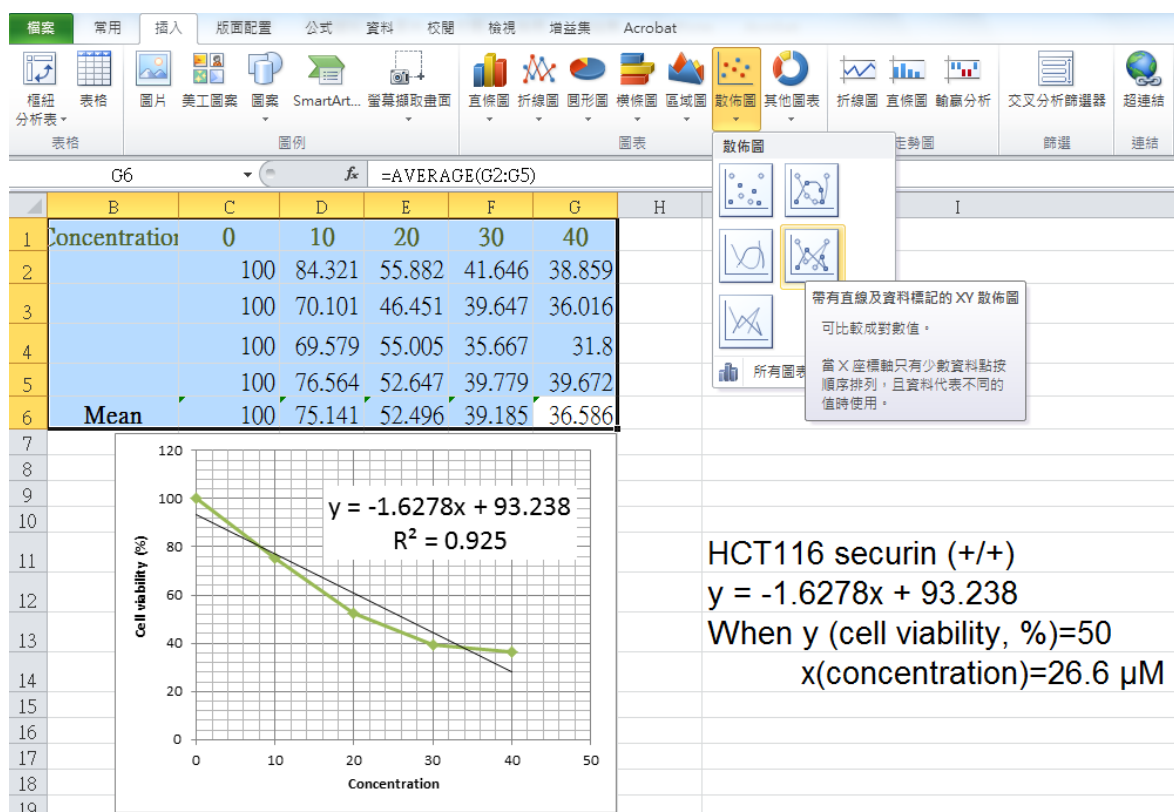 檔案 常用 插入 版面配置 公式 資料 校閱 檢視 增益集 Acrobat
樞紐分析表 表格 圖片 美工圖案 圖案 SmartArt... 螢幕擷取畫面 直條圖 折線圖 圓形圖 橫條圖 區域圖 散佈圖 其他圖表 折線圖 直條圖 輸贏分析 交叉分析篩選器 超連結
表格 圖例 圖表 走勢圖 篩選 連結
散佈圖
G6 fx =AVERAGE(G2:G5)
B C D E F G H I
1 Concentration 0 10 20 30 40
2 100 84.321 55.882 41.646 38.859
3 100 70.101 46.451 39.647 36.016
4 100 69.579 55.005 35.667 31.8
5 100 76.564 52.647 39.779 39.672
6 Mean 100 75.141 52.496 39.185 36.586
帶有直線及資料標記的 XY 散佈圖
可比較成對數值。
當 X 座標軸只有少數資料點按
順序排列，且資料代表不同的
值時使用。
所有圖表
7
8
9
10
11
12
13
14
15
16
17
18
19
120
100
80
60
40
20
0
Cell viability (%)
y = -1.6278x + 93.238
R² = 0.925
0 10 20 30 40 50
Concentration
HCT116 securin (+/+)
y = -1.6278x + 93.238
When y (cell viability, %)=50
x(concentration)=26.6 μM